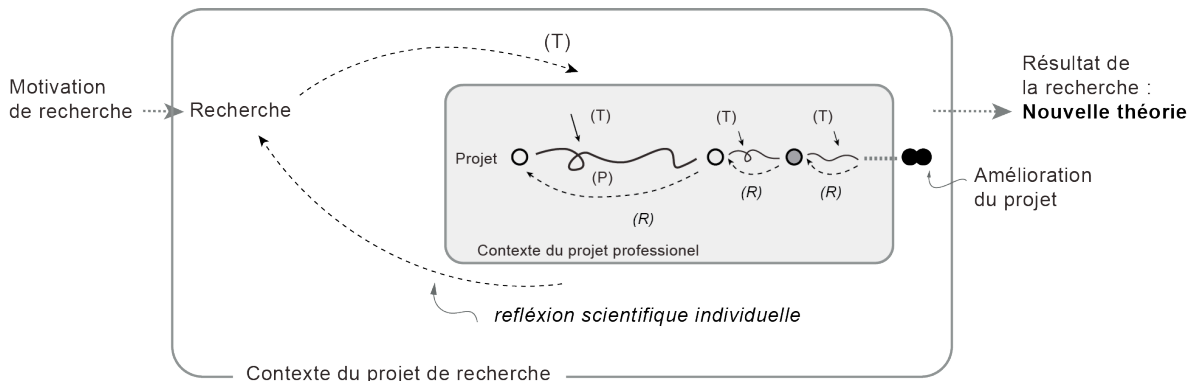 (T)
Motivation
de recherche
Recherche
Résultat de
la recherche :
Nouvelle théorie
(T)
(T)
(T)
Projet
(P)
(R)
(R)
(R)
Amélioration
du projet
Contexte du projet professionel
refléxion scientifique individuelle
Contexte du projet de recherche